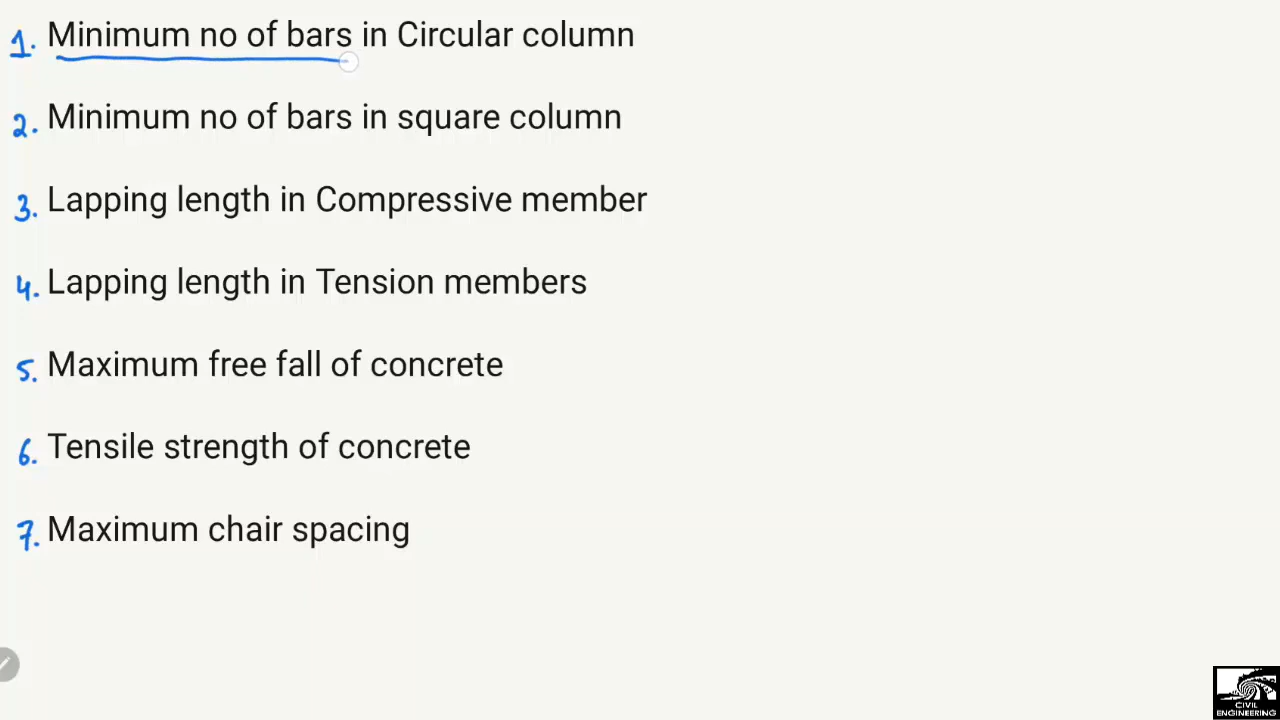 1. Minimum no of bars in Circular column
2. Minimum no of bars in square column
3. Lapping length in Compressive member
4. Lapping length in Tension members
5. Maximum free fall of concrete
6. Tensile strength of concrete
7. Maximum chair spacing
CIVIL
ENGINEERING